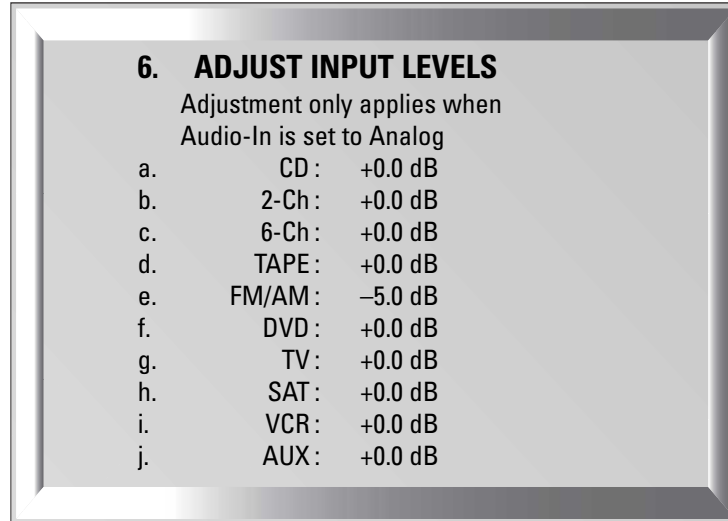 6. ADJUST INPUT LEVELS
Adjustment only applies when
Audio-In is set to Analog
a. CD : +0.0 dB
b. 2-Ch : +0.0 dB
c. 6-Ch : +0.0 dB
d. TAPE : +0.0 dB
e. FM/AM : –5.0 dB
f. DVD : +0.0 dB
g. TV : +0.0 dB
h. SAT : +0.0 dB
i. VCR : +0.0 dB
j. AUX : +0.0 dB